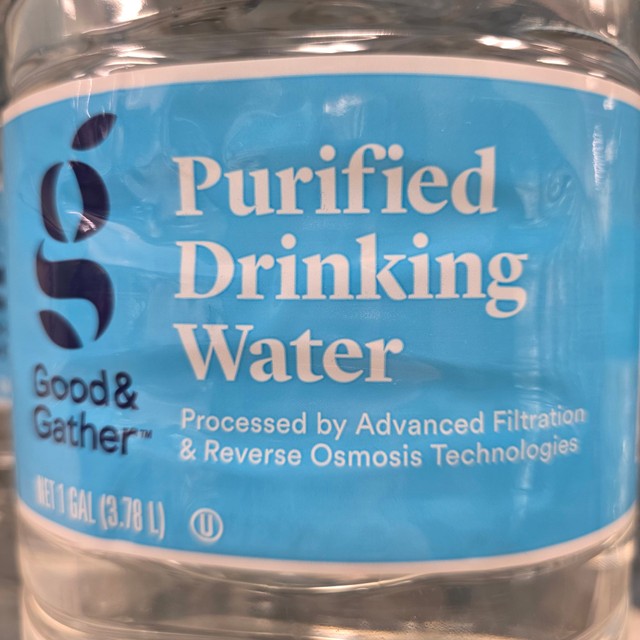 Purified
Drinking
Water
Good &
Gather™
Processed by Advanced Filtration
& Reverse Osmosis Technologies
NET 1 GAL (3.78 L)
U